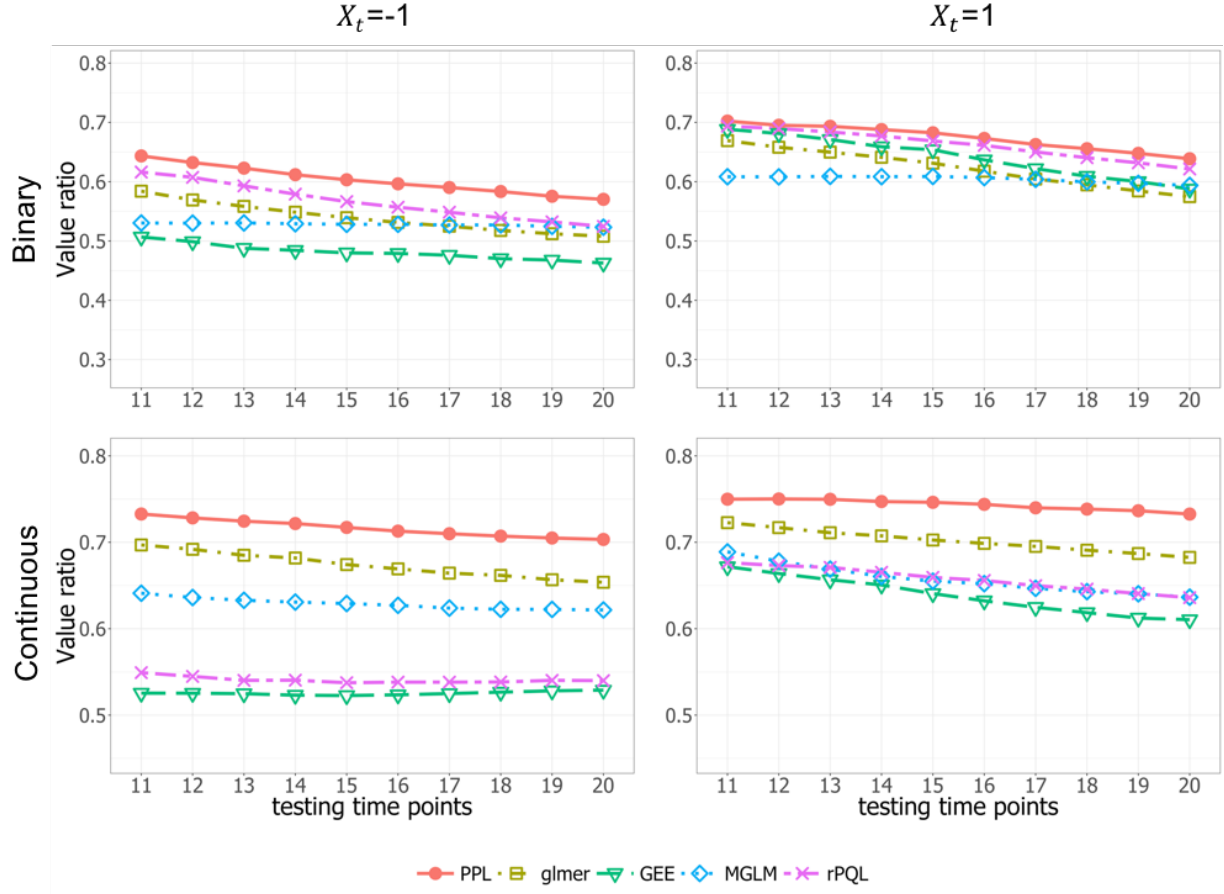 X_t=-1 X_t=1
Binary
Value ratio
0.8 0.8
0.7 0.7
0.6 0.6
0.5 0.5
0.4 0.4
0.3 0.3
11 12 13 14 15 16 17 18 19 20 11 12 13 14 15 16 17 18 19 20
Continuous
Value ratio
0.8 0.8
0.7 0.7
0.6 0.6
0.5 0.5
11 12 13 14 15 16 17 18 19 20 11 12 13 14 15 16 17 18 19 20
testing time points testing time points
PPL glmer GEE MGLM rPQL